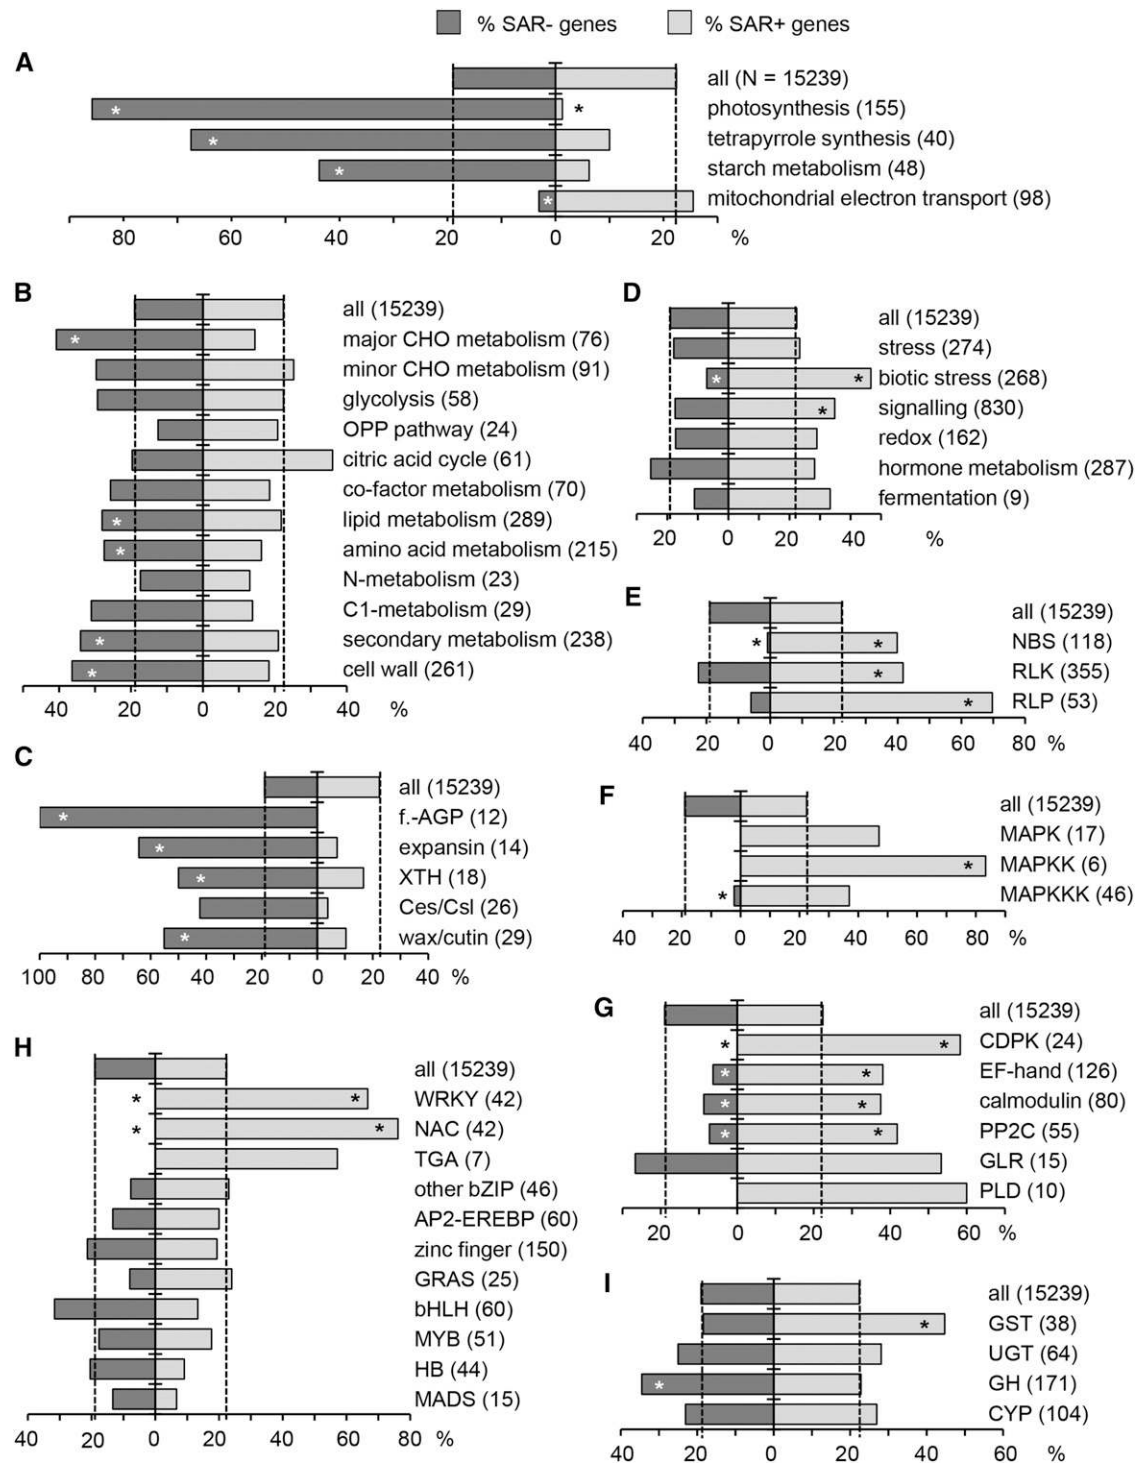 % SAR- genes % SAR+ genes
A
all (N = 15239)
photosynthesis (155)
tetrapyrrole synthesis (40)
starch metabolism (48)
mitochondrial electron transport (98)
80 60 40 20 0 20 %
B
all (15239)
major CHO metabolism (76)
minor CHO metabolism (91)
glycolysis (58)
OPP pathway (24)
citric acid cycle (61)
co-factor metabolism (70)
lipid metabolism (289)
amino acid metabolism (215)
N-metabolism (23)
C1-metabolism (29)
secondary metabolism (238)
cell wall (261)
40 20 0 20 40 %
C
all (15239)
f.-AGP (12)
expansin (14)
XTH (18)
Ces/Csl (26)
wax/cutin (29)
100 80 60 40 20 0 20 40 %
D
all (15239)
stress (274)
biotic stress (268)
signalling (830)
redox (162)
hormone metabolism (287)
fermentation (9)
20 0 20 40 %
E
all (15239)
NBS (118)
RLK (355)
RLP (53)
40 20 0 20 40 60 80 %
F
all (15239)
MAPK (17)
MAPKK (6)
MAPKKK (46)
40 20 0 20 40 60 80 %
G
all (15239)
CDPK (24)
EF-hand (126)
calmodulin (80)
PP2C (55)
GLR (15)
PLD (10)
20 0 20 40 60 %
H
all (15239)
WRKY (42)
NAC (42)
TGA (7)
other bZIP (46)
AP2-EREBP (60)
zinc finger (150)
GRAS (25)
bHLH (60)
MYB (51)
HB (44)
MADS (15)
40 20 0 20 40 60 80 %
I
all (15239)
GST (38)
UGT (64)
GH (171)
CYP (104)
40 20 0 20 40 60 %